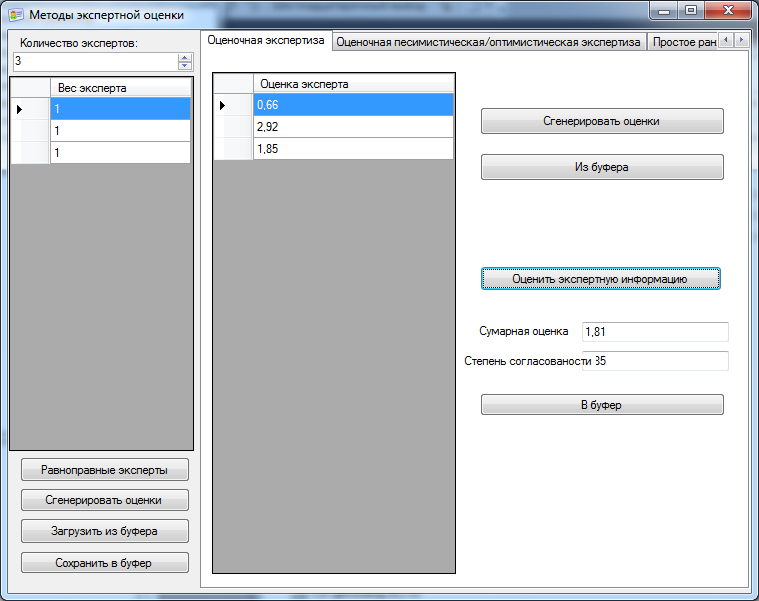 Методы экспертной оценки
Количество экспертов:
3
Вес эксперта
1
1
1
Равноправные эксперты
Сгенерировать оценки
Загрузить из буфера
Сохранить в буфер
Оценочная экспертиза
Оценочная песимистическая/оптимистическая экспертиза
Простое ран
Оценка эксперта
0,66
2,92
1,85
Сгенерировать оценки
Из буфера
Оценить экспертную информацию
Сумарная оценка
1,81
Степень согласованости
85
В буфер